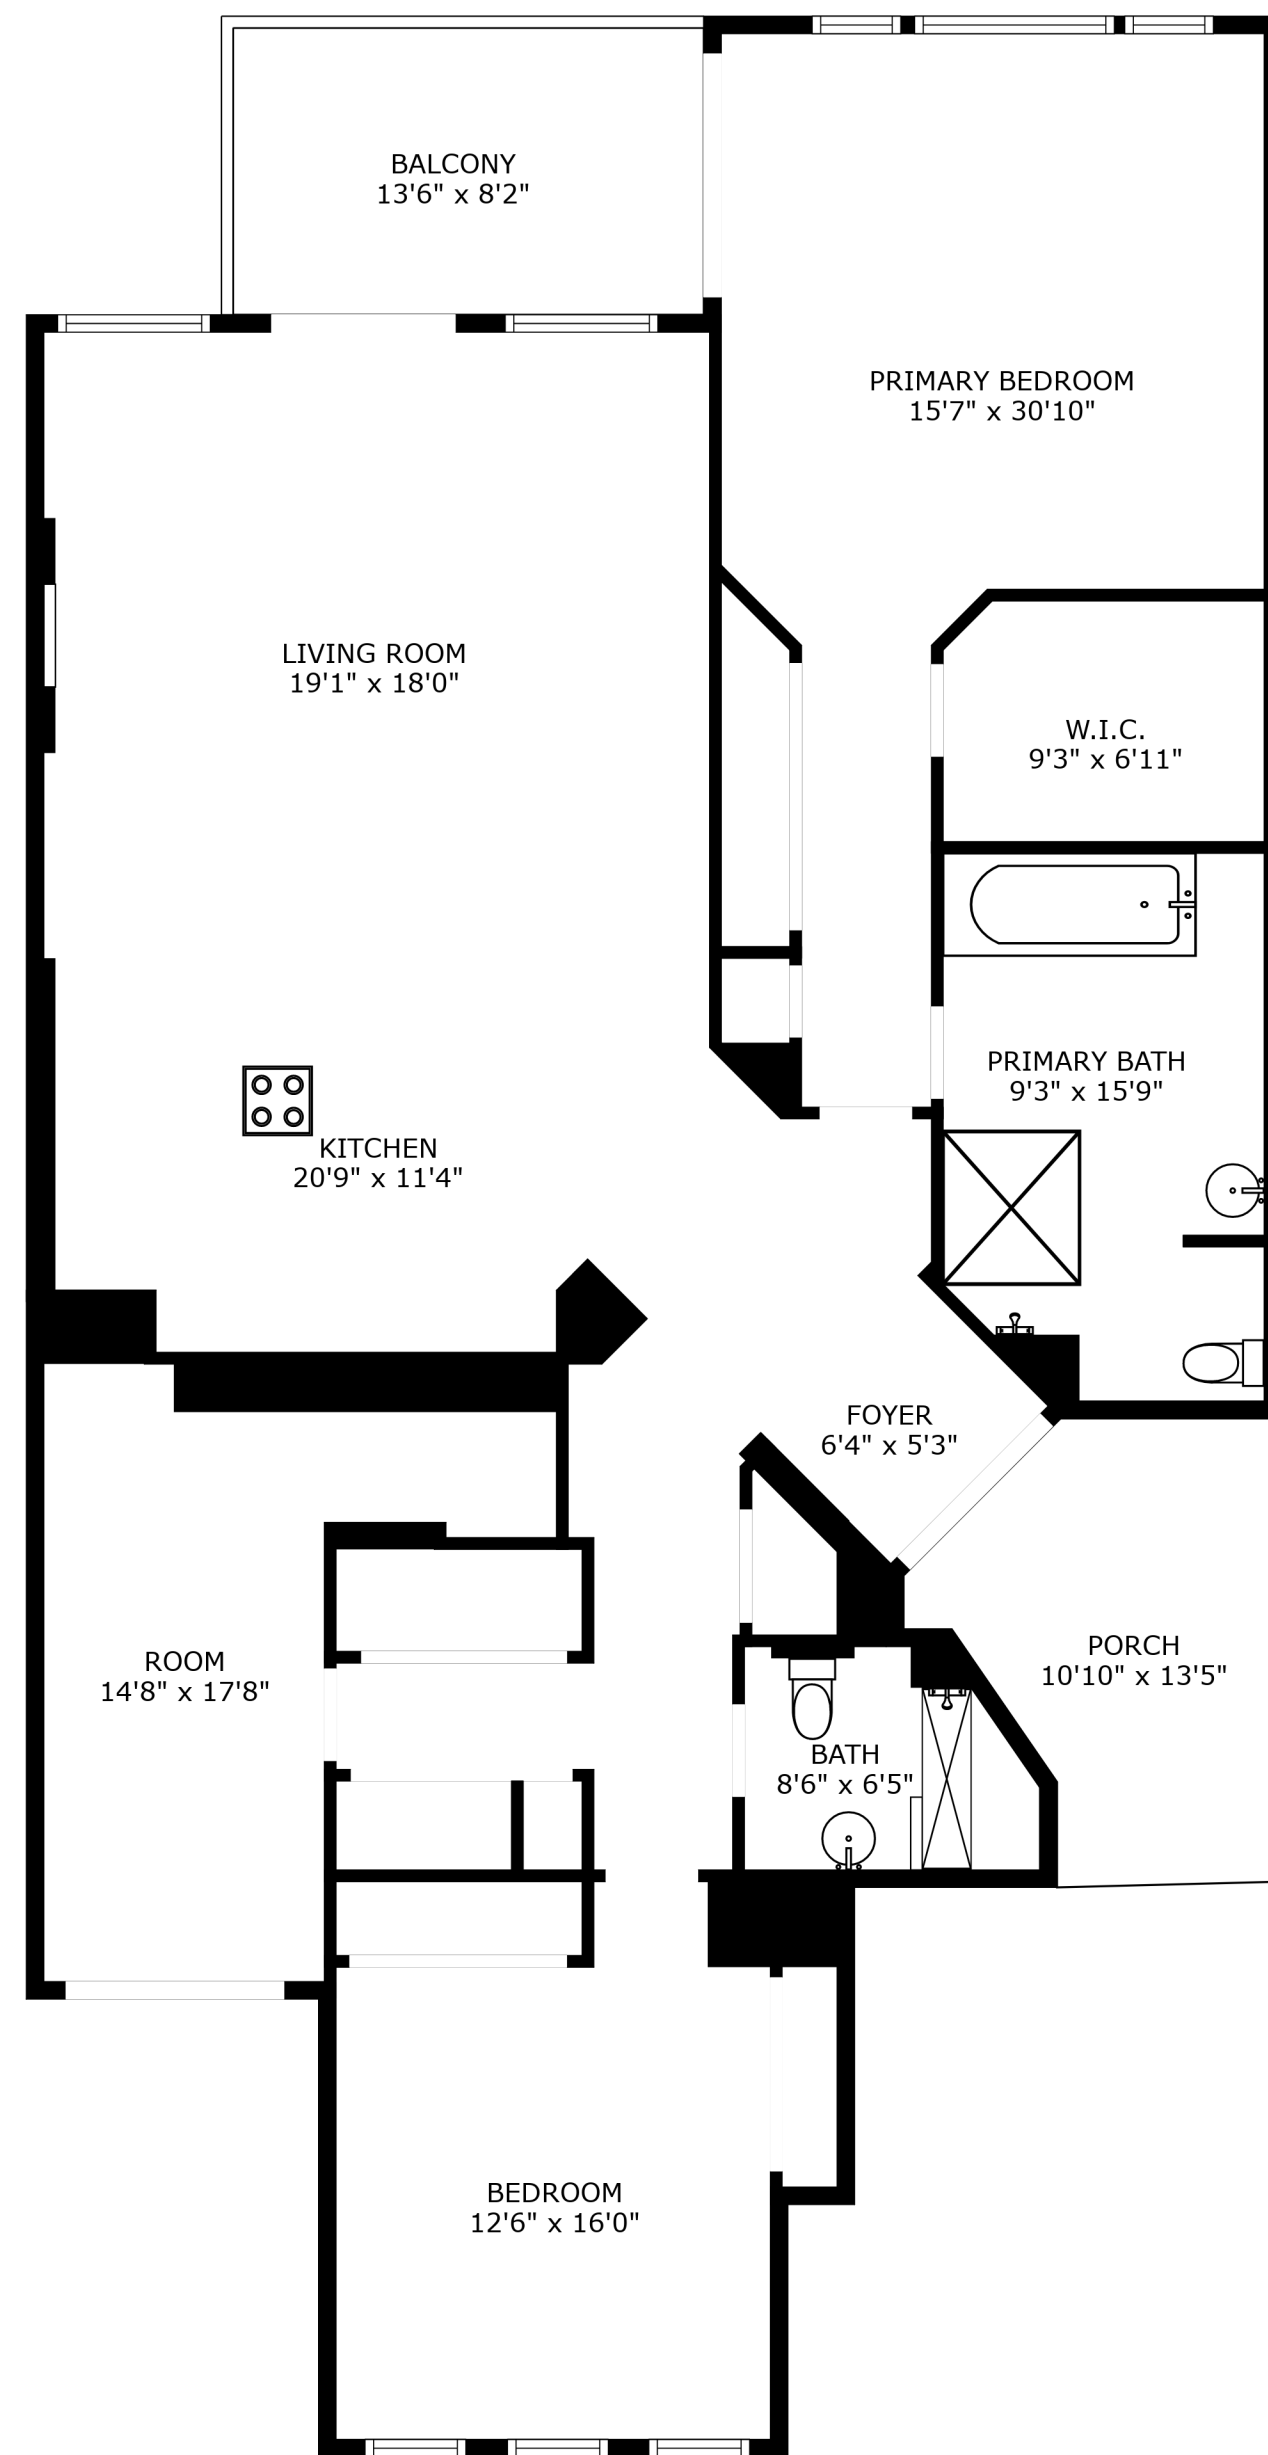 BALCONY
13'6" x 8'2"
PRIMARY BEDROOM
15'7" x 30'10"
LIVING ROOM
19'1" x 18'0"
W.I.C.
9'3" x 6'11"
PRIMARY BATH
9'3" x 15'9"
KITCHEN
20'9" x 11'4"
FOYER
6'4" x 5'3"
ROOM
14'8" x 17'8"
PORCH
10'10" x 13'5"
BATH
8'6" x 6'5"
BEDROOM
12'6" x 16'0"